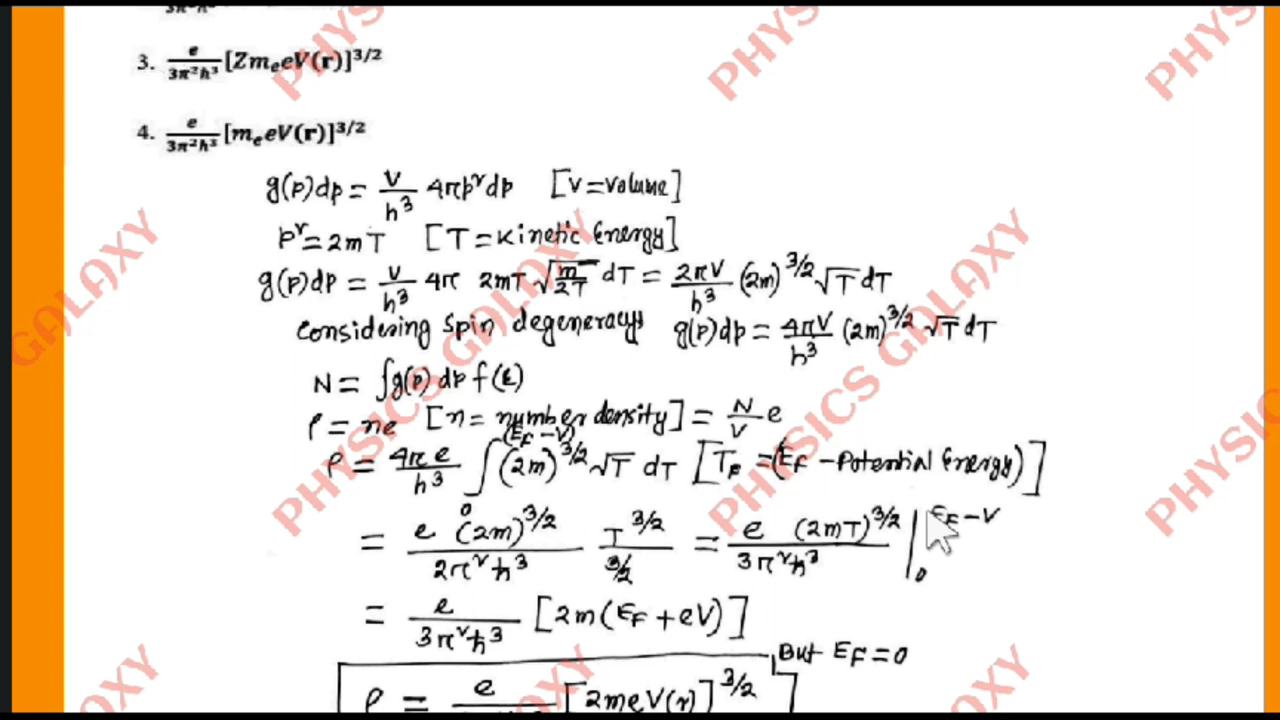 3. e/3π²ħ³ [Zmₑe𝑉(r)]^3/2
4. e/3π²ħ³ [mₑe𝑉(r)]^3/2
g(p)dp = V/h³ 4πp²dp [V = Volume]
p² = 2mT [T = Kinetic Energy]
g(p)dp = V/h³ 4π 2mT √(m/2T) dT = 2πV/h³ (2m)^3/2 √T dT
Considering Spin degeneracy g(p)dp = 4πV/h³ (2m)^3/2 √T dT
N = ∫g(p) dp f(E)
ρ = ne [n = number density] = N/V e
ρ = 4πe/h³ ∫₀^(E_F - V) (2m)^3/2 √T dT [T_F = (E_F - Potential Energy)]
= e (2m)^3/2 / 2π²ħ³ T^3/2 / 3/2 = e (2mT)^3/2 / 3π²ħ³ |₀^E_F - V
= e/3π²ħ³ [2m(E_F + eV)]
But E_F = 0
ρ = e [2meV(r)]^3/2
PHYSICS GALAXY